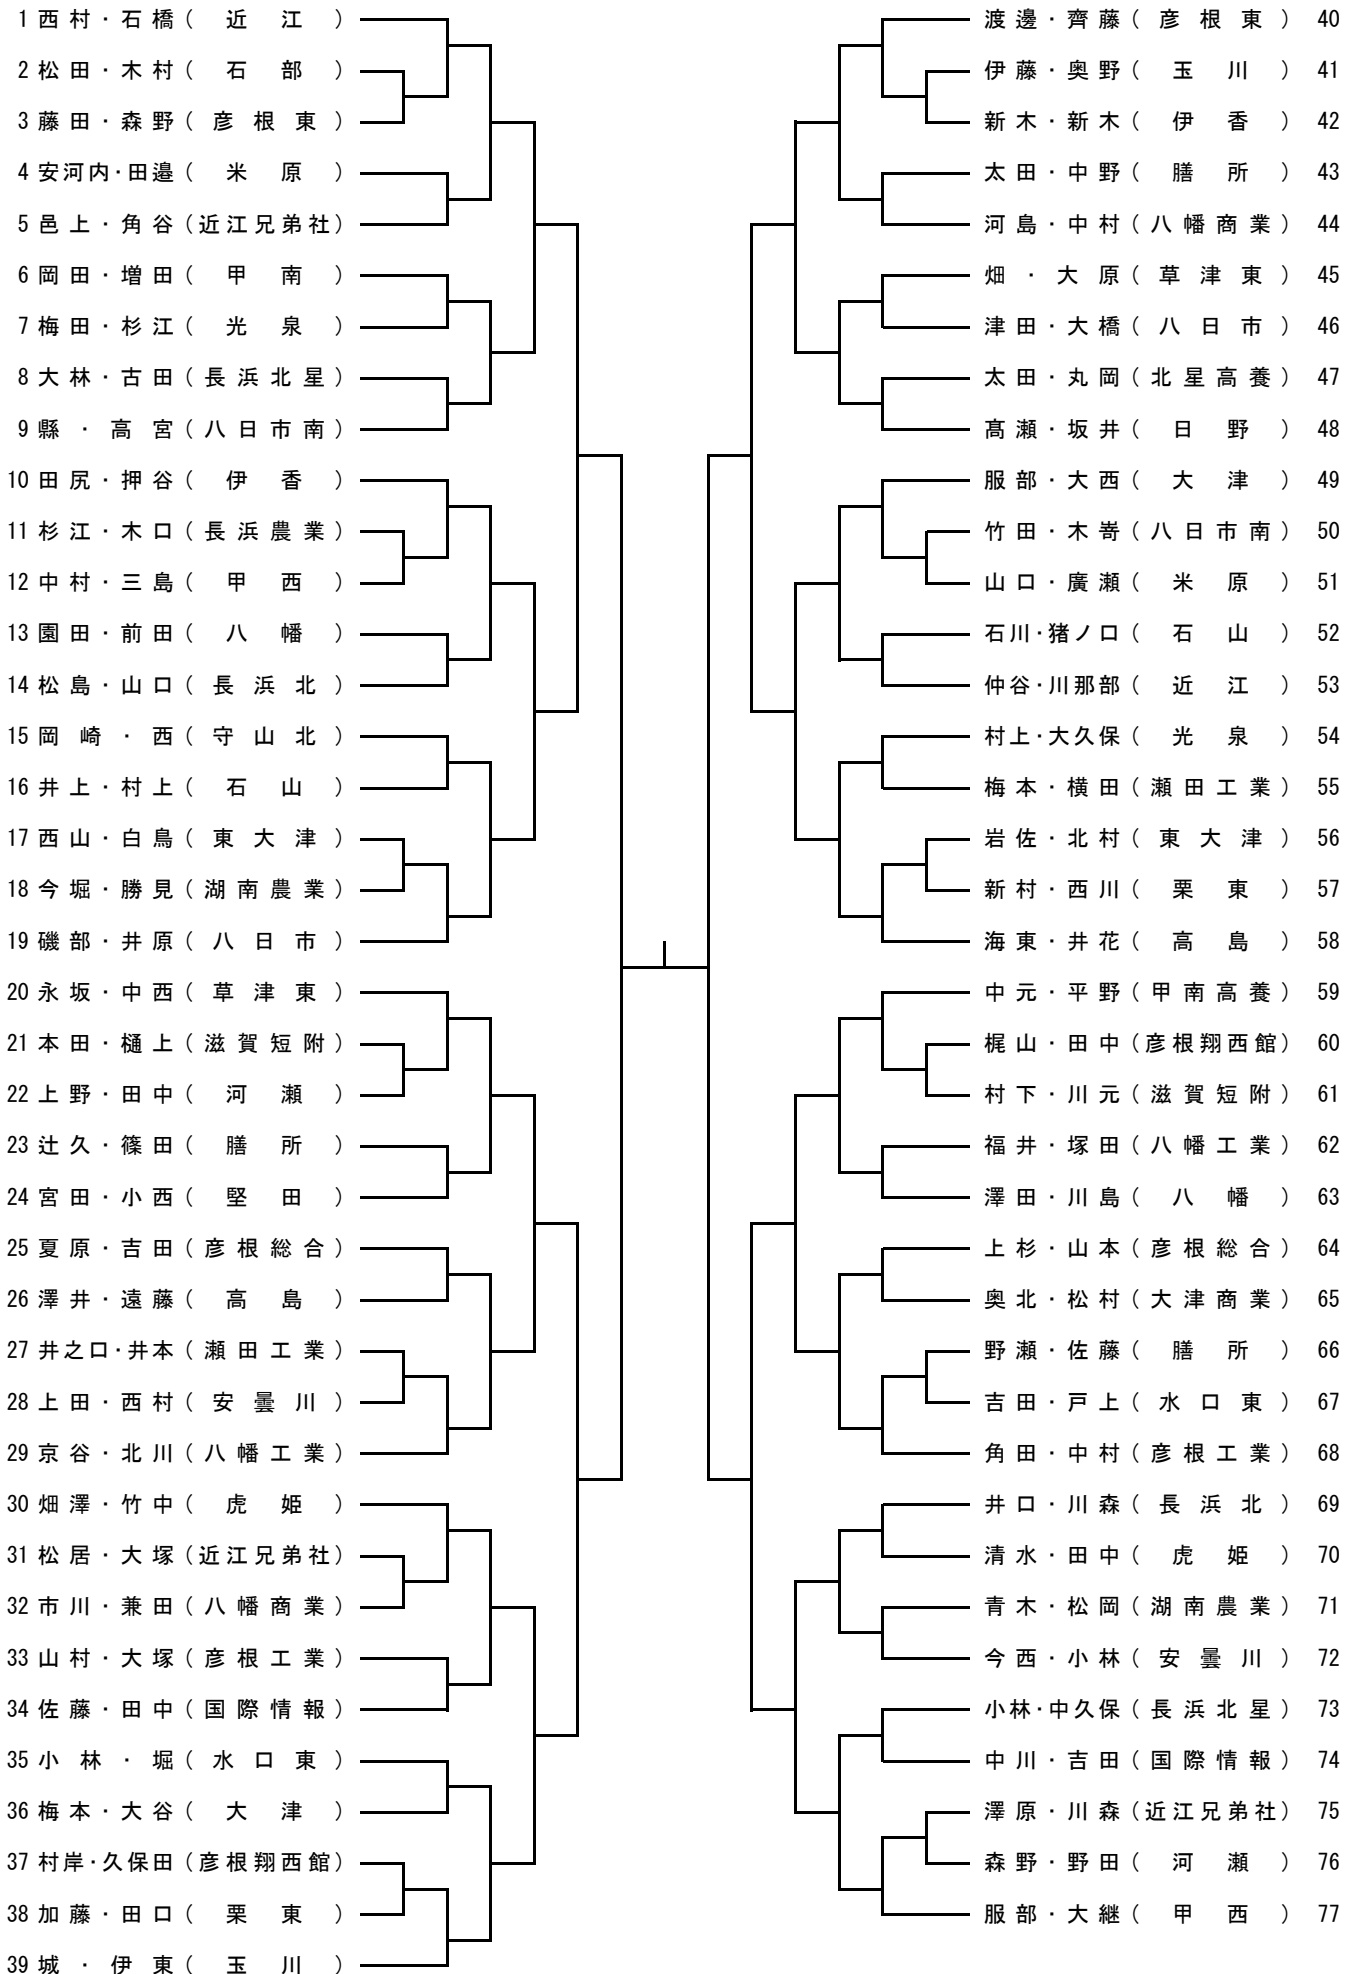 1 西村・石橋(近江)
2 松田・木村(石部)
3 藤田・森野(彦根東)
4 安河内・田邉(米原)
5 邑上・角谷(近江兄弟社)
6 岡田・増田(甲南)
7 梅田・杉江(光泉)
8 大林・古田(長浜北星)
9 縣・高宮(八日市南)
10 田尻・押谷(伊香)
11 杉江・木口(長浜農業)
12 中村・三島(甲西)
13 園田・前田(八幡)
14 松島・山口(長浜北)
15 岡崎・西(守山北)
16 井上・村上(石山)
17 西山・白鳥(東大津)
18 今堀・勝見(湖南農業)
19 磯部・井原(八日市)
20 永坂・中西(草津東)
21 本田・樋上(滋賀短附)
22 上野・田中(河瀬)
23 辻久・篠田(膳所)
24 宮田・小西(堅田)
25 夏原・吉田(彦根総合)
26 澤井・遠藤(高島)
27 井之口・井本(瀬田工業)
28 上田・西村(安曇川)
29 京谷・北川(八幡工業)
30 畑澤・竹中(虎姫)
31 松居・大塚(近江兄弟社)
32 市川・兼田(八幡商業)
33 山村・大塚(彦根工業)
34 佐藤・田中(国際情報)
35 小林・堀(水口東)
36 梅本・大谷(大津)
37 村岸・久保田(彦根翔西館)
38 加藤・田口(栗東)
39 城・伊東(玉川)
渡邊・齊藤(彦根東) 40
伊藤・奥野(玉川) 41
新木・新木(伊香) 42
太田・中野(膳所) 43
河島・中村(八幡商業) 44
畑・大原(草津東) 45
津田・大橋(八日市) 46
太田・丸岡(北星高養) 47
髙瀬・坂井(日野) 48
服部・大西(大津) 49
竹田・木嵜(八日市南) 50
山口・廣瀬(米原) 51
石川・猪ノ口(石山) 52
仲谷・川那部(近江) 53
村上・大久保(光泉) 54
梅本・横田(瀬田工業) 55
岩佐・北村(東大津) 56
新村・西川(栗東) 57
海東・井花(高島) 58
中元・平野(甲南高養) 59
梶山・田中(彦根翔西館) 60
村下・川元(滋賀短附) 61
福井・塚田(八幡工業) 62
澤田・川島(八幡) 63
上杉・山本(彦根総合) 64
奥北・松村(大津商業) 65
野瀬・佐藤(膳所) 66
吉田・戸上(水口東) 67
角田・中村(彦根工業) 68
井口・川森(長浜北) 69
清水・田中(虎姫) 70
青木・松岡(湖南農業) 71
今西・小林(安曇川) 72
小林・中久保(長浜北星) 73
中川・吉田(国際情報) 74
澤原・川森(近江兄弟社) 75
森野・野田(河瀬) 76
服部・大継(甲西) 77